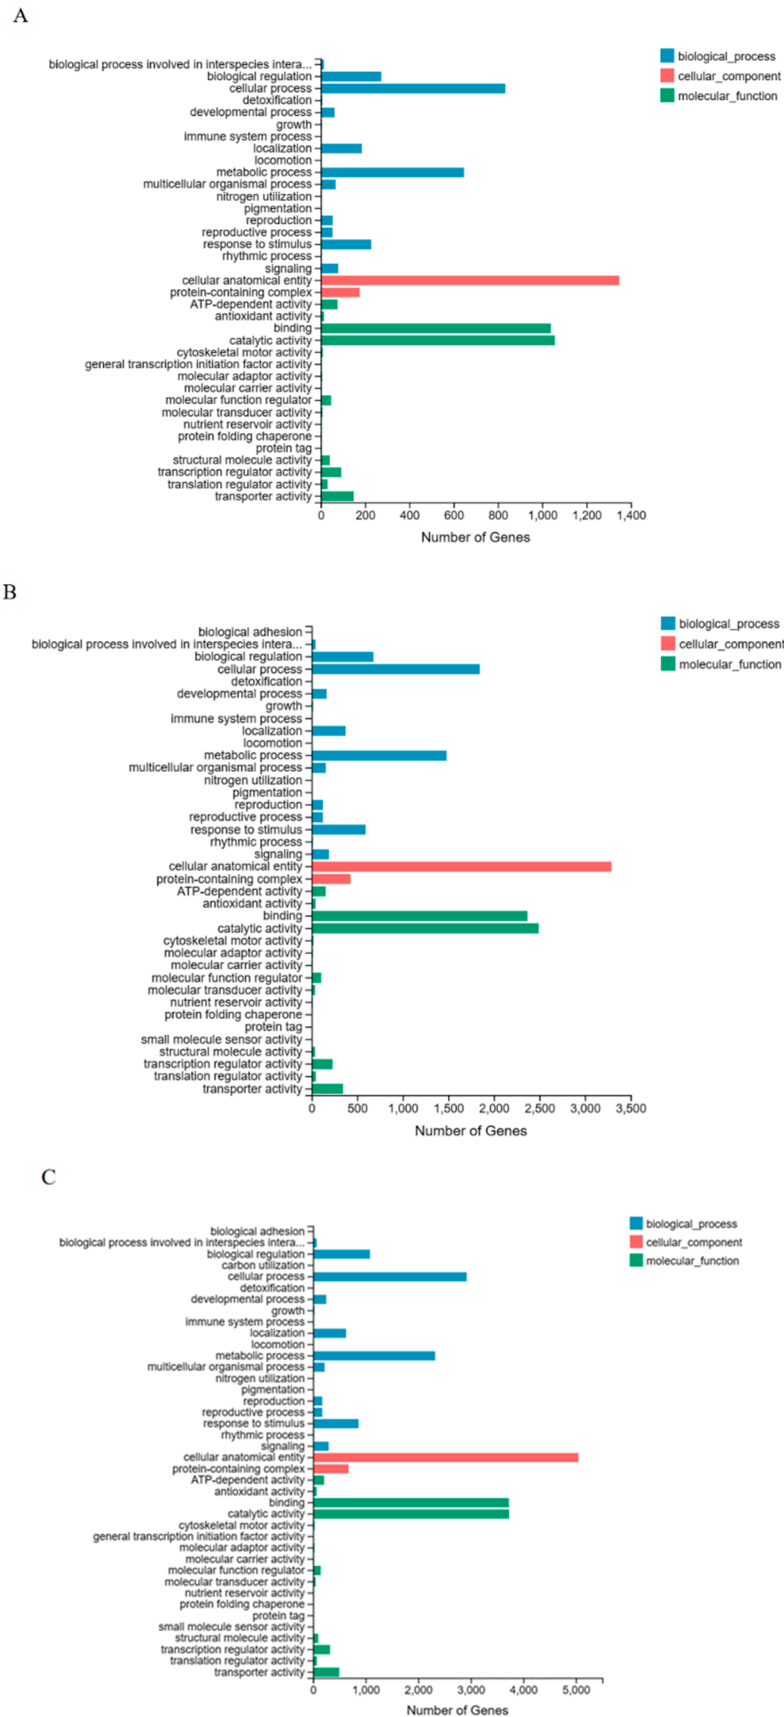 A
biological_process
cellular_component
molecular_function
biological process involved in interspecies intera...
biological regulation
cellular process
detoxification
developmental process
growth
immune system process
localization
locomotion
metabolic process
multicellular organismal process
nitrogen utilization
pigmentation
reproduction
reproductive process
response to stimulus
rhythmic process
signaling
cellular anatomical entity
protein-containing complex
ATP-dependent activity
antioxidant activity
binding
catalytic activity
cytoskeletal motor activity
general transcription initiation factor activity
molecular adaptor activity
molecular carrier activity
molecular function regulator
molecular transducer activity
nutrient reservoir activity
protein folding chaperone
protein tag
structural molecule activity
transcription regulator activity
translation regulator activity
transporter activity
0 200 400 600 800 1,000 1,200 1,400
Number of Genes
B
biological_process
cellular_component
molecular_function
biological adhesion
biological process involved in interspecies intera...
biological regulation
cellular process
detoxification
developmental process
growth
immune system process
localization
locomotion
metabolic process
multicellular organismal process
nitrogen utilization
pigmentation
reproduction
reproductive process
response to stimulus
rhythmic process
signaling
cellular anatomical entity
protein-containing complex
ATP-dependent activity
antioxidant activity
binding
catalytic activity
cytoskeletal motor activity
molecular adaptor activity
molecular carrier activity
molecular function regulator
molecular transducer activity
nutrient reservoir activity
protein folding chaperone
protein tag
small molecule sensor activity
structural molecule activity
transcription regulator activity
translation regulator activity
transporter activity
0 500 1,000 1,500 2,000 2,500 3,000 3,500
Number of Genes
C
biological_process
cellular_component
molecular_function
biological adhesion
biological process involved in interspecies intera...
biological regulation
carbon utilization
cellular process
detoxification
developmental process
growth
immune system process
localization
locomotion
metabolic process
multicellular organismal process
nitrogen utilization
pigmentation
reproduction
reproductive process
response to stimulus
rhythmic process
signaling
cellular anatomical entity
protein-containing complex
ATP-dependent activity
antioxidant activity
binding
catalytic activity
cytoskeletal motor activity
general transcription initiation factor activity
molecular adaptor activity
molecular carrier activity
molecular function regulator
molecular transducer activity
nutrient reservoir activity
protein folding chaperone
protein tag
small molecule sensor activity
structural molecule activity
transcription regulator activity
translation regulator activity
transporter activity
0 1,000 2,000 3,000 4,000 5,000
Number of Genes